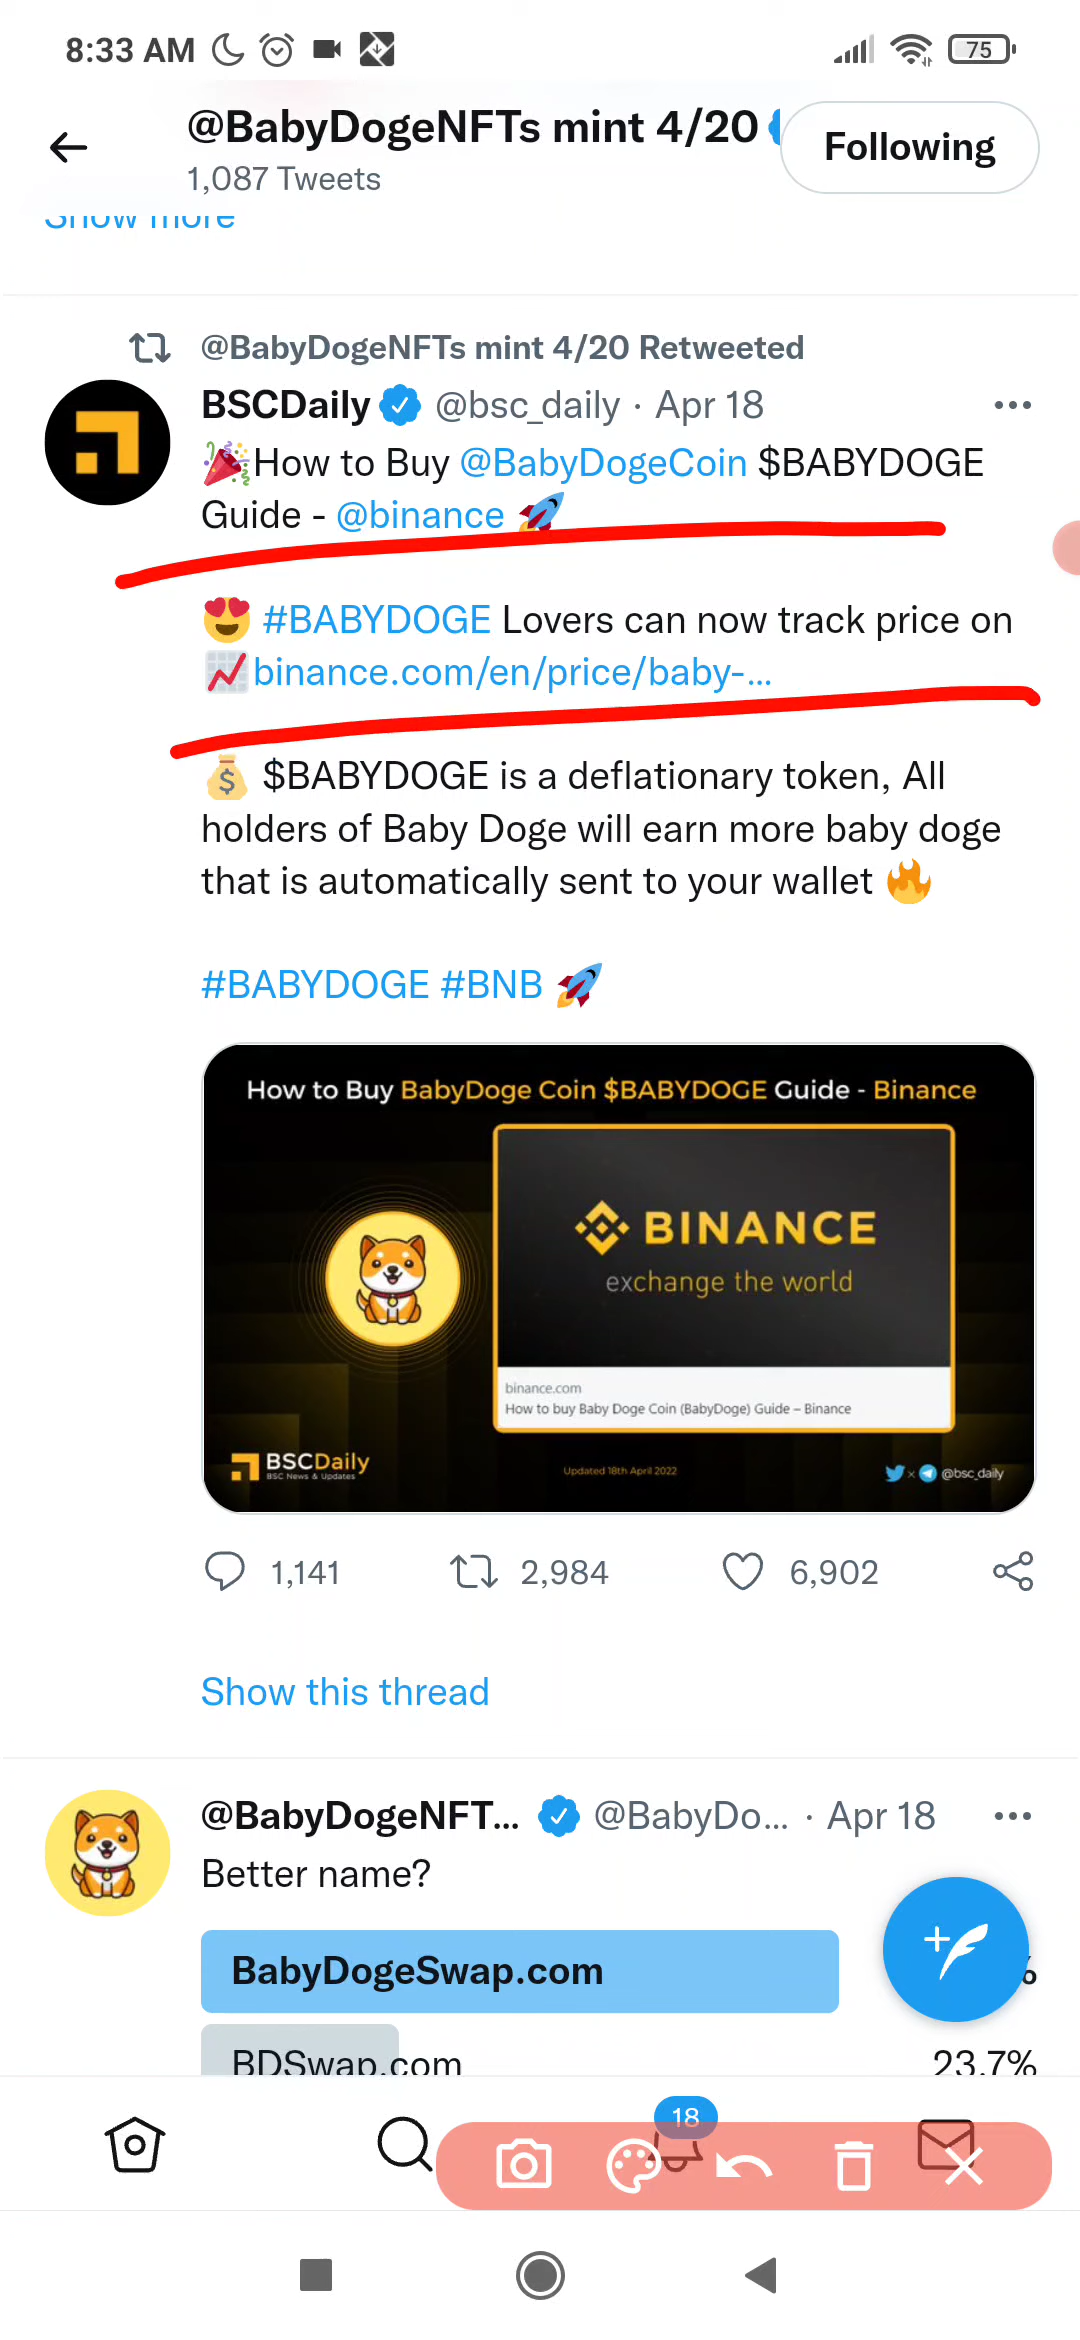 8:33 AM
75
@BabyDogeNFTs mint 4/20
1,087 Tweets
Following
Show more
@BabyDogeNFTs mint 4/20 Retweeted
BSCDaily @bsc_daily · Apr 18
How to Buy @BabyDogeCoin $BABYDOGE
Guide - @binance
#BABYDOGE Lovers can now track price on
binance.com/en/price/baby-...
$BABYDOGE is a deflationary token, All
holders of Baby Doge will earn more baby doge
that is automatically sent to your wallet
#BABYDOGE #BNB
How to Buy BabyDoge Coin $BABYDOGE Guide - Binance
BINANCE
exchange the world
binance.com
How to buy Baby Doge Coin (BabyDoge) Guide – Binance
BSCDaily
BSC News & Updates
Updated 18th April 2022
× @bsc_daily
1,141 2,984 6,902
Show this thread
@BabyDogeNFT... @BabyDo... · Apr 18
Better name?
BabyDogeSwap.com %
BDSwap.com 23.7%
18